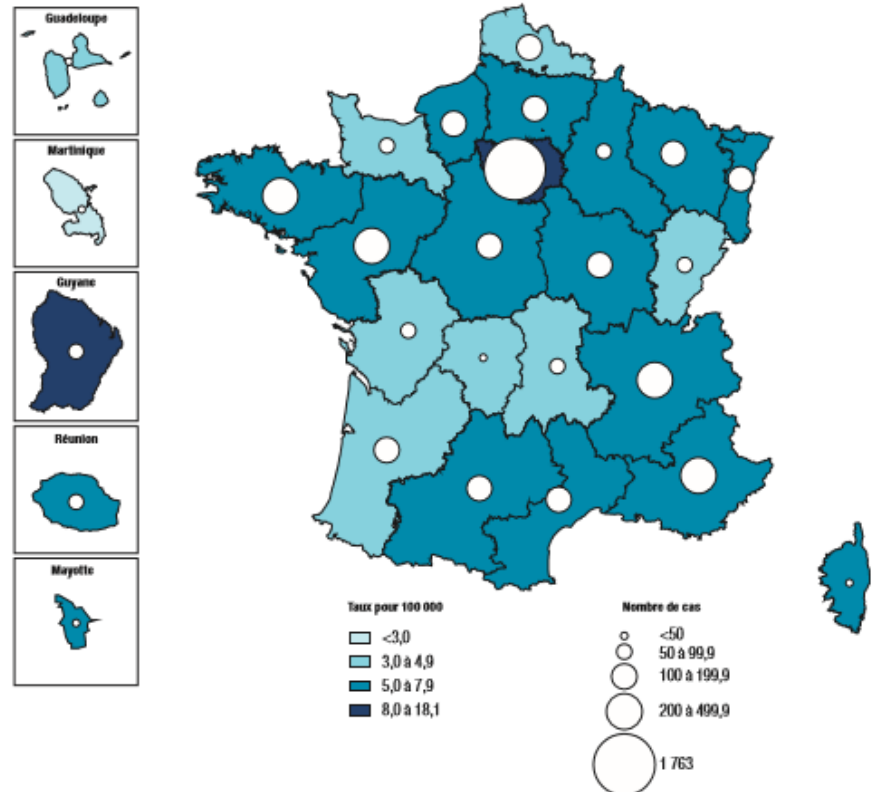 Guadeloupe
Martinique
Guyane
Réunion
Mayotte
Taux pour 100 000
<3,0
3,0 à 4,9
5,0 à 7,9
8,0 à 18,1
Nombre de cas
<50
50 à 99,9
100 à 199,9
200 à 499,9
1 763